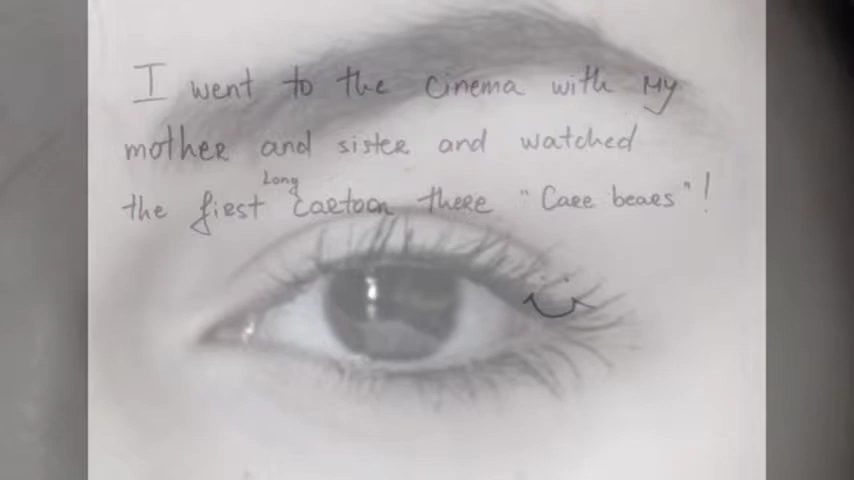 I went to the cinema with my
mother and sister and watched
the first Long cartoon there "Care bears"!